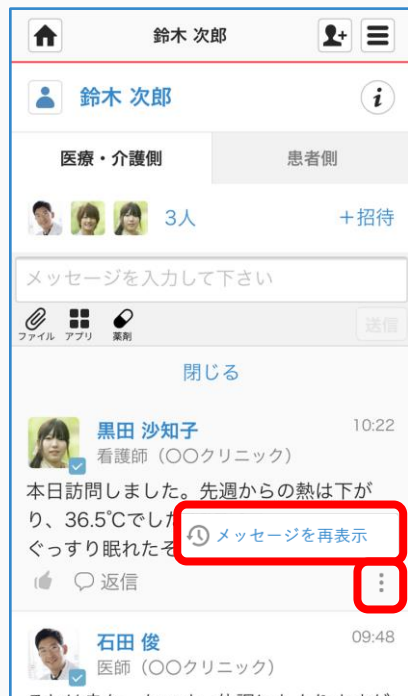 鈴木 次郎
鈴木 次郎
医療・介護側
患者側
3人
+招待
メッセージを入力して下さい
ファイル アプリ 薬剤
送信
閉じる
黒田 沙知子
10:22
看護師（〇〇クリニック）
本日訪問しました。先週からの熱は下が
り、36.5℃でし
メッセージを再表示
ぐっすり眠れたそ
返信
石田 俊
09:48
医師（〇〇クリニック）